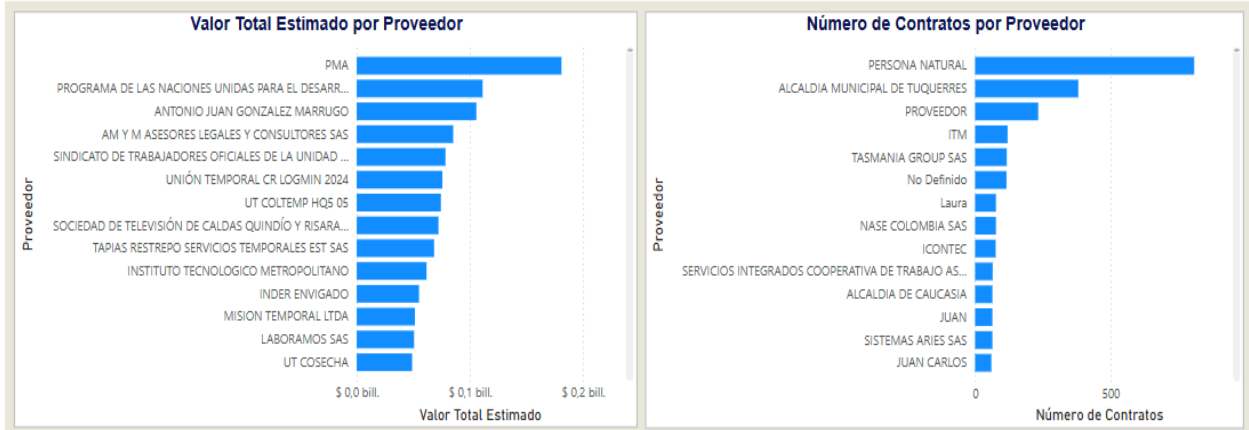 Valor Total Estimado por Proveedor
PMA
PROGRAMA DE LAS NACIONES UNIDAS PARA EL DESARR...
ANTONIO JUAN GONZALEZ MARRUGO
AM Y M ASESORES LEGALES Y CONSULTORES SAS
SINDICATO DE TRABAJADORES OFICIALES DE LA UNIDAD ...
UNIÓN TEMPORAL CR LOGMIN 2024
UT COLTEMP HQ5 05
SOCIEDAD DE TELEVISIÓN DE CALDAS QUINDÍO Y RISARA...
TAPIAS RESTREPO SERVICIOS TEMPORALES EST SAS
INSTITUTO TECNOLOGICO METROPOLITANO
INDER ENVIGADO
MISION TEMPORAL LTDA
LABORAMOS SAS
UT COSECHA
Proveedor
$ 0,0 bill.
$ 0,1 bill.
$ 0,2 bill.
Valor Total Estimado
Número de Contratos por Proveedor
PERSONA NATURAL
ALCALDIA MUNICIPAL DE TUQUERRES
PROVEEDOR
ITM
TASMANIA GROUP SAS
No Definido
Laura
NASE COLOMBIA SAS
ICONTEC
SERVICIOS INTEGRADOS COOPERATIVA DE TRABAJO AS...
ALCALDIA DE CAUCASIA
JUAN
SISTEMAS ARIES SAS
JUAN CARLOS
Proveedor
0
500
Número de Contratos